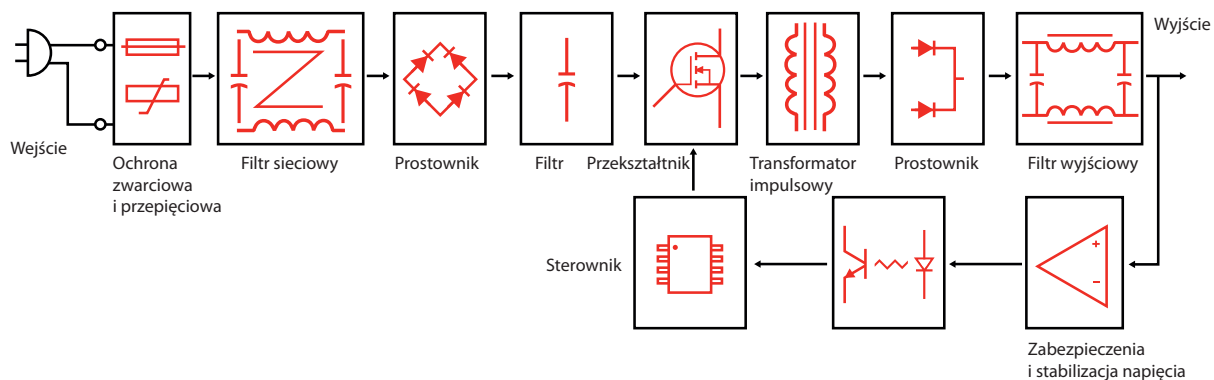 Wyjście
Wejście
Ochrona
zwarciowa
i przepięciowa
Filtr sieciowy
Prostownik
Filtr
Przekształtnik
Transformator
impulsowy
Prostownik
Filtr wyjściowy
Sterownik
+
−
Zabezpieczenia
i stabilizacja napięcia